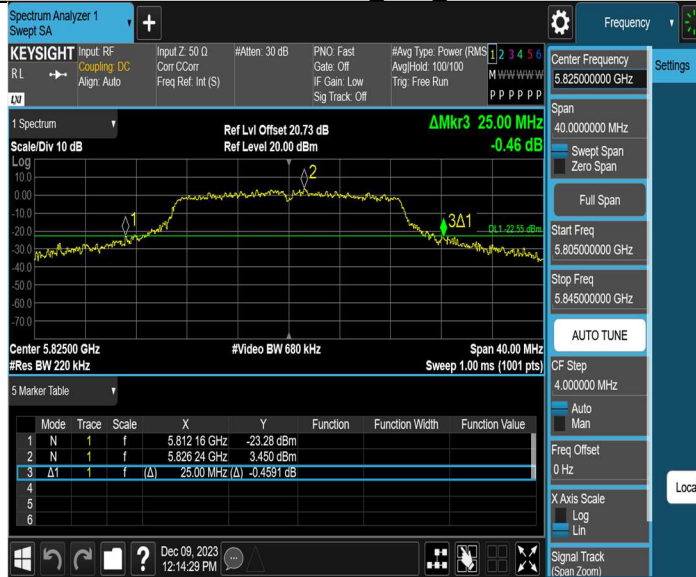 Spectrum Analyzer 1
Swept SA
Frequency
KEYSIGHT
RL
LXI
Input: RF
Coupling: DC
Align: Auto
Input Z: 50 Ω
Corr CCorr
Freq Ref: Int (S)
#Atten: 30 dB
PNO: Fast
Gate: Off
IF Gain: Low
Sig Track: Off
#Avg Type: Power (RMS
Avg|Hold: 100/100
Trig: Free Run
1 2 3 4 5 6
M W W W W W
P P P P P P
1 Spectrum
Scale/Div 10 dB
Ref Lvl Offset 20.73 dB
Ref Level 20.00 dBm
ΔMkr3 25.00 MHz
-0.46 dB
Log
10.0
0.00
-10.0
-20.0
-30.0
-40.0
-50.0
-60.0
-70.0
1
2
3Δ1
DL1 -22.55 dBm
Center 5.82500 GHz
#Video BW 680 kHz
Span 40.00 MHz
#Res BW 220 kHz
Sweep 1.00 ms (1001 pts)
5 Marker Table
Mode Trace Scale X Y Function Function Width Function Value
1 N 1 f 5.812 16 GHz -23.28 dBm
2 N 1 f 5.826 24 GHz 3.450 dBm
3 Δ1 1 f (Δ) 25.00 MHz (Δ) -0.4591 dB
4
5
6
?
Dec 09, 2023
12:14:29 PM
Center Frequency
5.825000000 GHz
Span
40.0000000 MHz
Swept Span
Zero Span
Full Span
Start Freq
5.805000000 GHz
Stop Freq
5.845000000 GHz
AUTO TUNE
CF Step
4.000000 MHz
Auto
Man
Freq Offset
0 Hz
X Axis Scale
Log
Lin
Signal Track
(Span Zoom)
Settings
Loca